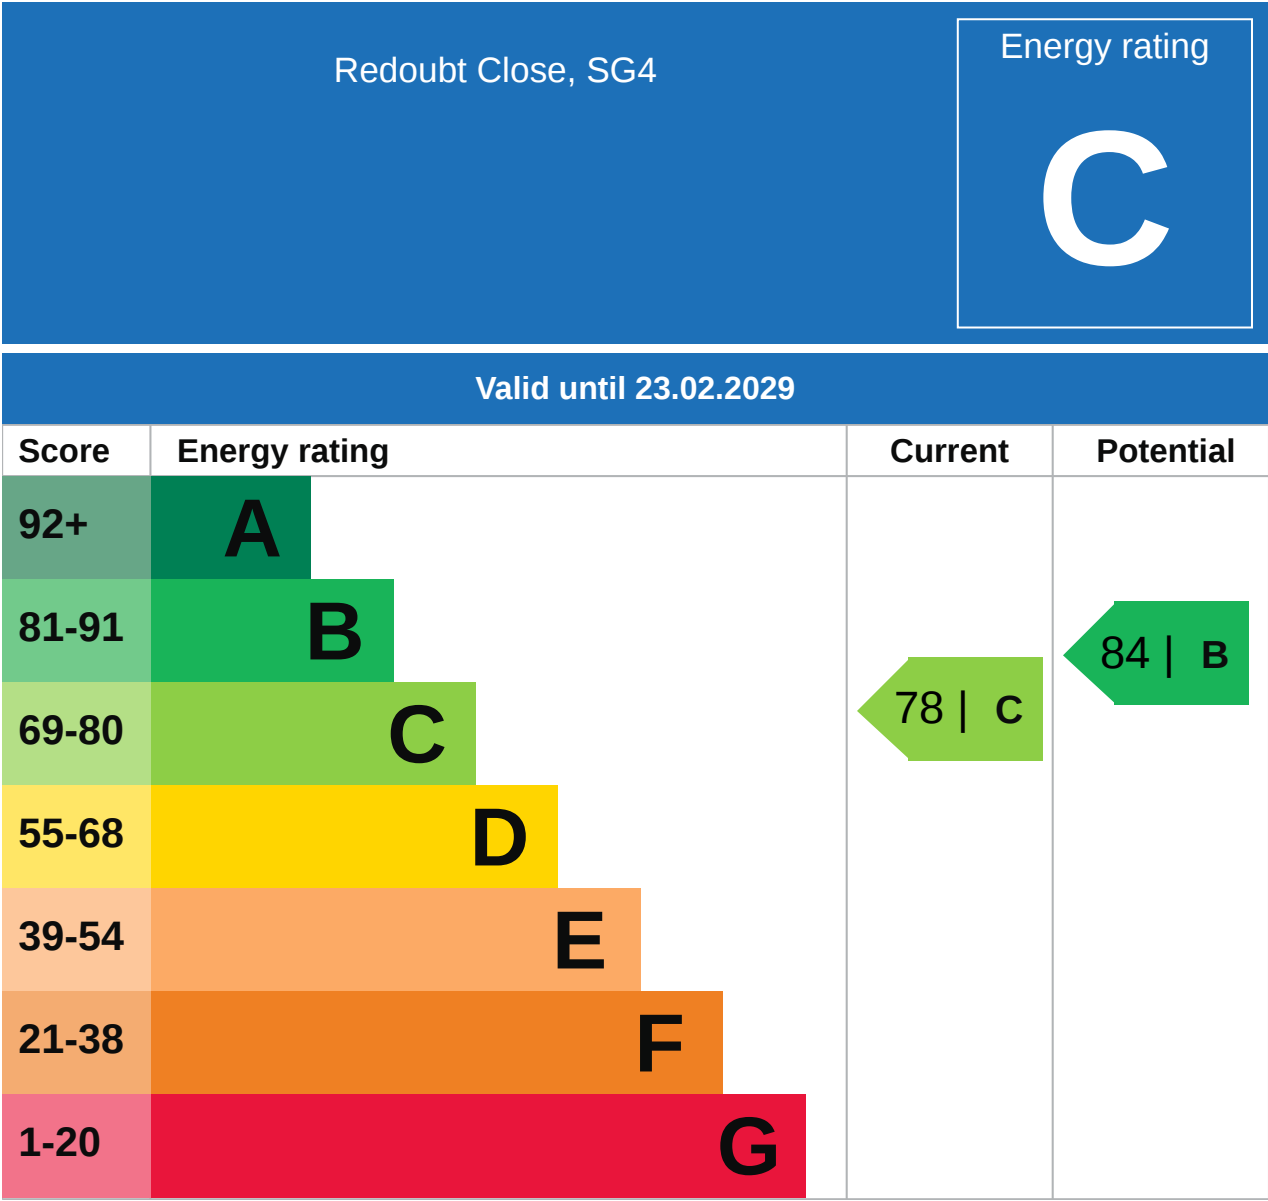 Redoubt Close, SG4
Energy rating
C
Valid until 23.02.2029
Score Energy rating Current Potential
92+ A
81-91 B
84 | B
69-80 C
78 | C
55-68 D
39-54 E
21-38 F
1-20 G